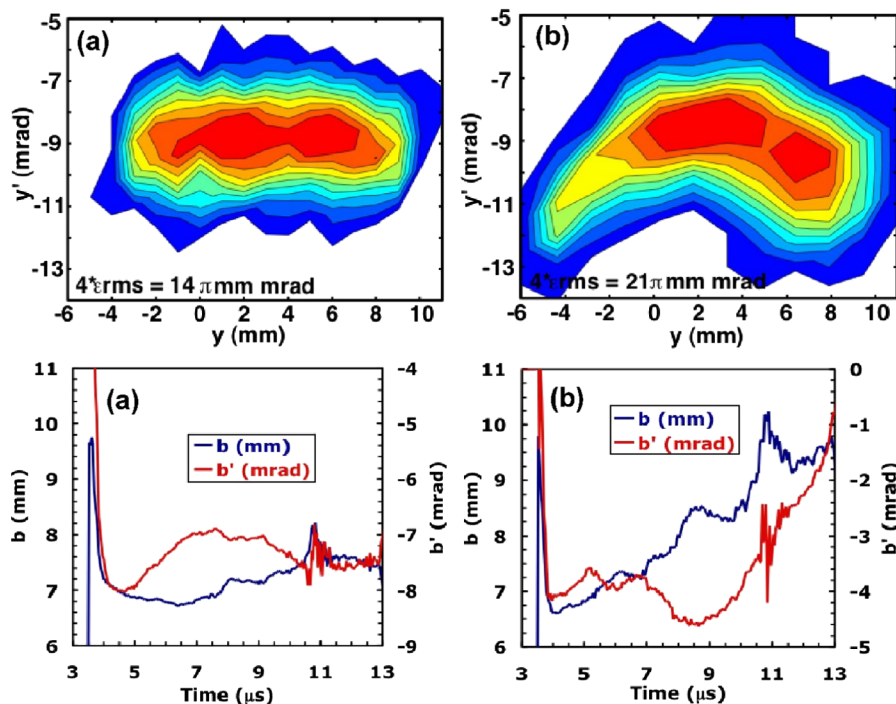 (a)
-5
-7
-9
-11
-13
y' (mrad)
4*εrms = 14 πmm mrad
-6 -4 -2 0 2 4 6 8 10
y (mm)
(b)
-5
-7
-9
-11
-13
y' (mrad)
4*εrms = 21πmm mrad
-6 -4 -2 0 2 4 6 8 10
y (mm)
(a)
11
10
9
8
7
6
b (mm)
b (mm)
b' (mrad)
-4
-5
-6
-7
-8
-9
b' (mrad)
3 5 7 9 11 13
Time (μs)
(b)
11
10
9
8
7
6
b (mm)
b (mm)
b' (mrad)
0
-1
-2
-3
-4
-5
b' (mrad)
3 5 7 9 11 13
Time (μs)